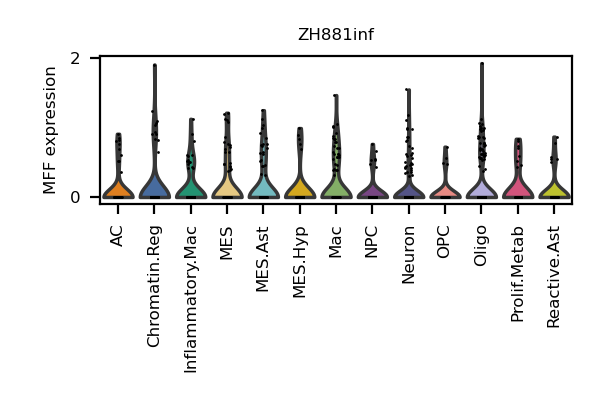 ZH881inf
MFF expression
2
0
AC
Chromatin.Reg
Inflammatory.Mac
MES
MES.Ast
MES.Hyp
Mac
NPC
Neuron
OPC
Oligo
Prolif.Metab
Reactive.Ast